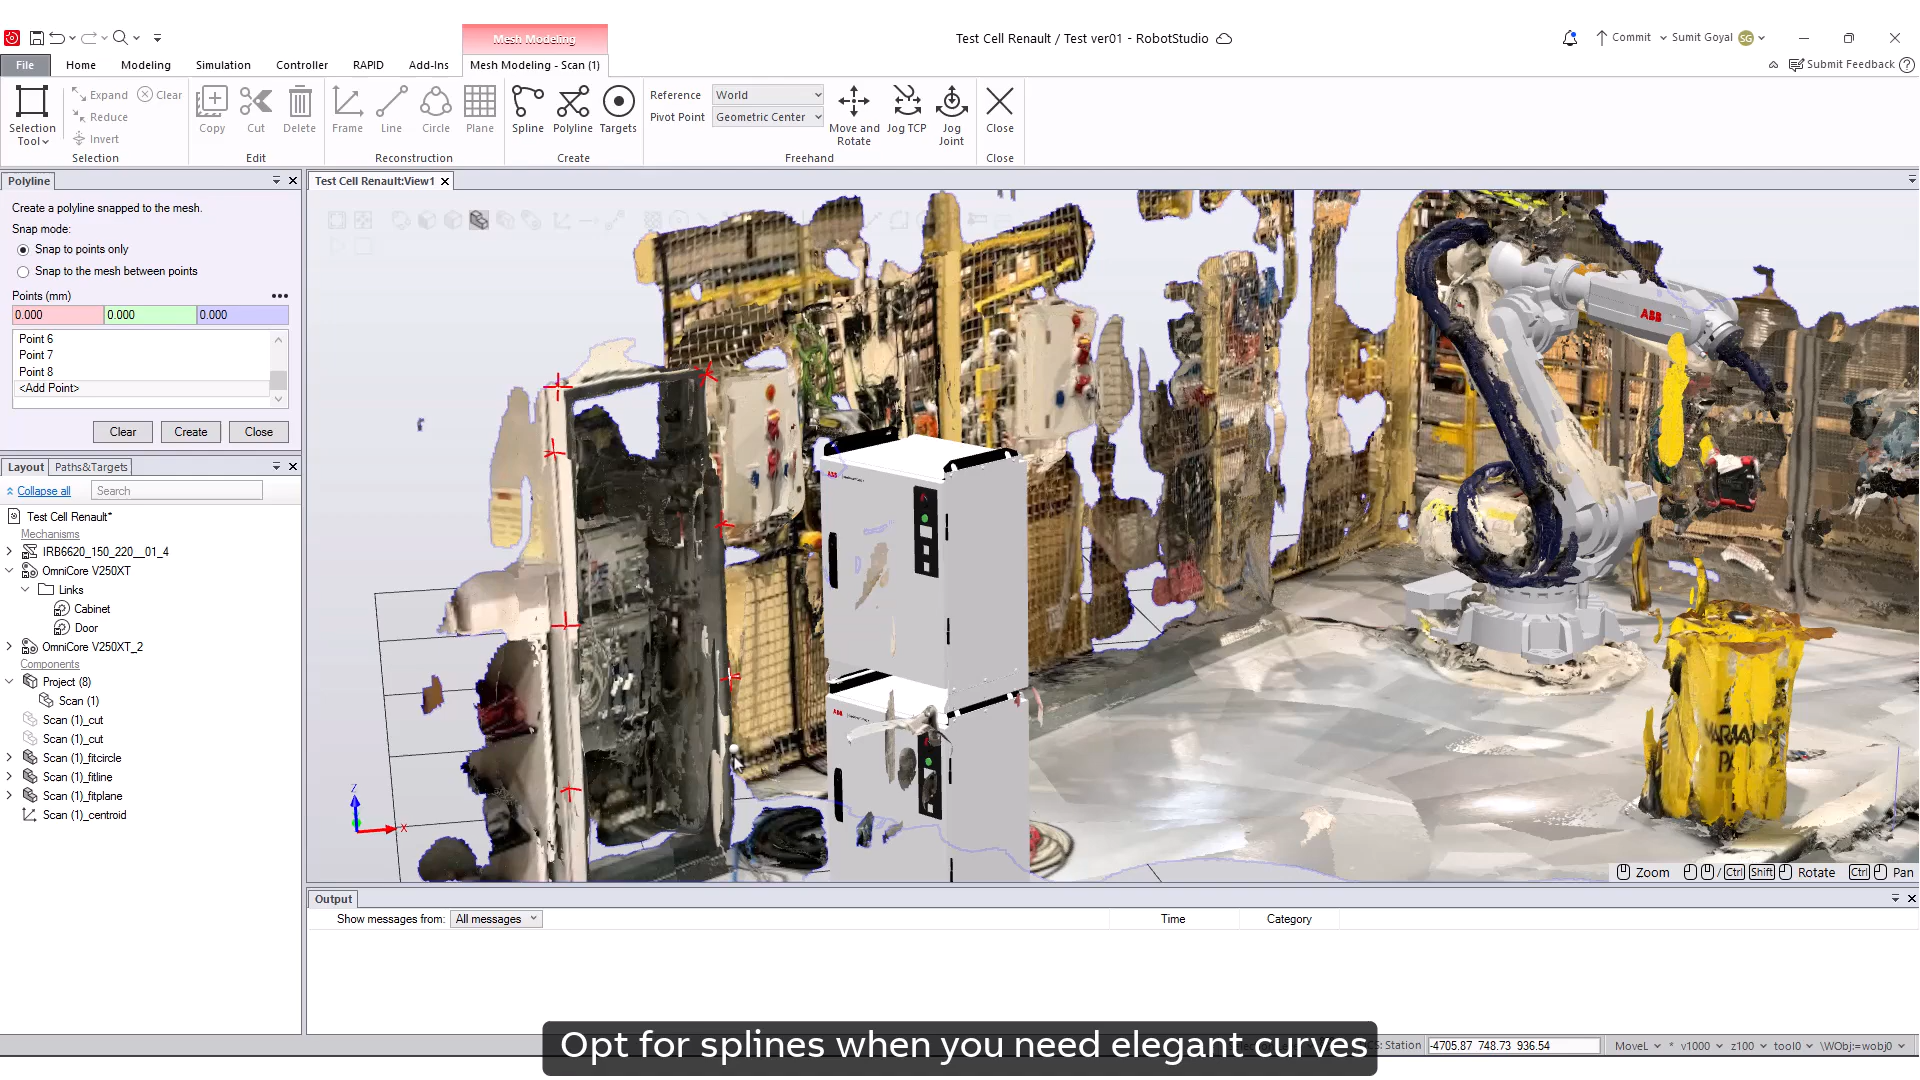 Mesh Modeling
Test Cell Renault / Test ver01 - RobotStudio
Commit
Sumit Goyal
SG
File
Home
Modeling
Simulation
Controller
RAPID
Add-Ins
Mesh Modeling - Scan (1)
Submit Feedback
Selection Tool
Expand
Clear
Reduce
Invert
Selection
Copy
Cut
Delete
Edit
Frame
Line
Circle
Plane
Reconstruction
Spline
Polyline
Targets
Create
Reference
World
Pivot Point
Geometric Center
Move and Rotate
Jog TCP
Jog Joint
Freehand
Close
Close
Polyline
Create a polyline snapped to the mesh.
Snap mode:
Snap to points only
Snap to the mesh between points
Points (mm)
0.000
0.000
0.000
Point 6
Point 7
Point 8
<Add Point>
Clear
Create
Close
Layout
Paths&Targets
Collapse all
Search
Test Cell Renault*
Mechanisms
IRB6620_150_220__01_4
OmniCore V250XT
Links
Cabinet
Door
OmniCore V250XT_2
Components
Project (8)
Scan (1)
Scan (1)_cut
Scan (1)_cut
Scan (1)_fitcircle
Scan (1)_fitline
Scan (1)_fitplane
Scan (1)_centroid
Test Cell Renault:View1
ABB
ABB
ABB
Z
X
Zoom
/
Ctrl
Shift
Rotate
Ctrl
Pan
Output
Show messages from:
All messages
Time
Category
Opt for splines when you need elegant curves
CS: Station
-4705.87 748.73 936.54
MoveL
*
v1000
z100
tool0
\WObj:=wobj0